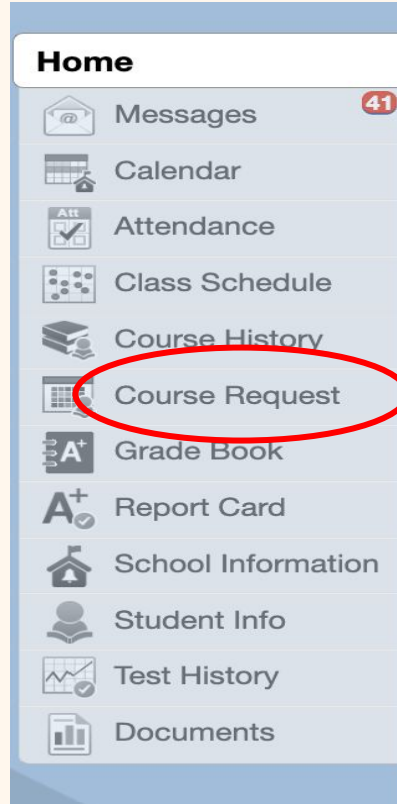 Home
@ Messages 41
Calendar
Att Attendance
Class Schedule
Course History
Course Request
A+ Grade Book
A+ Report Card
School Information
Student Info
Test History
Documents